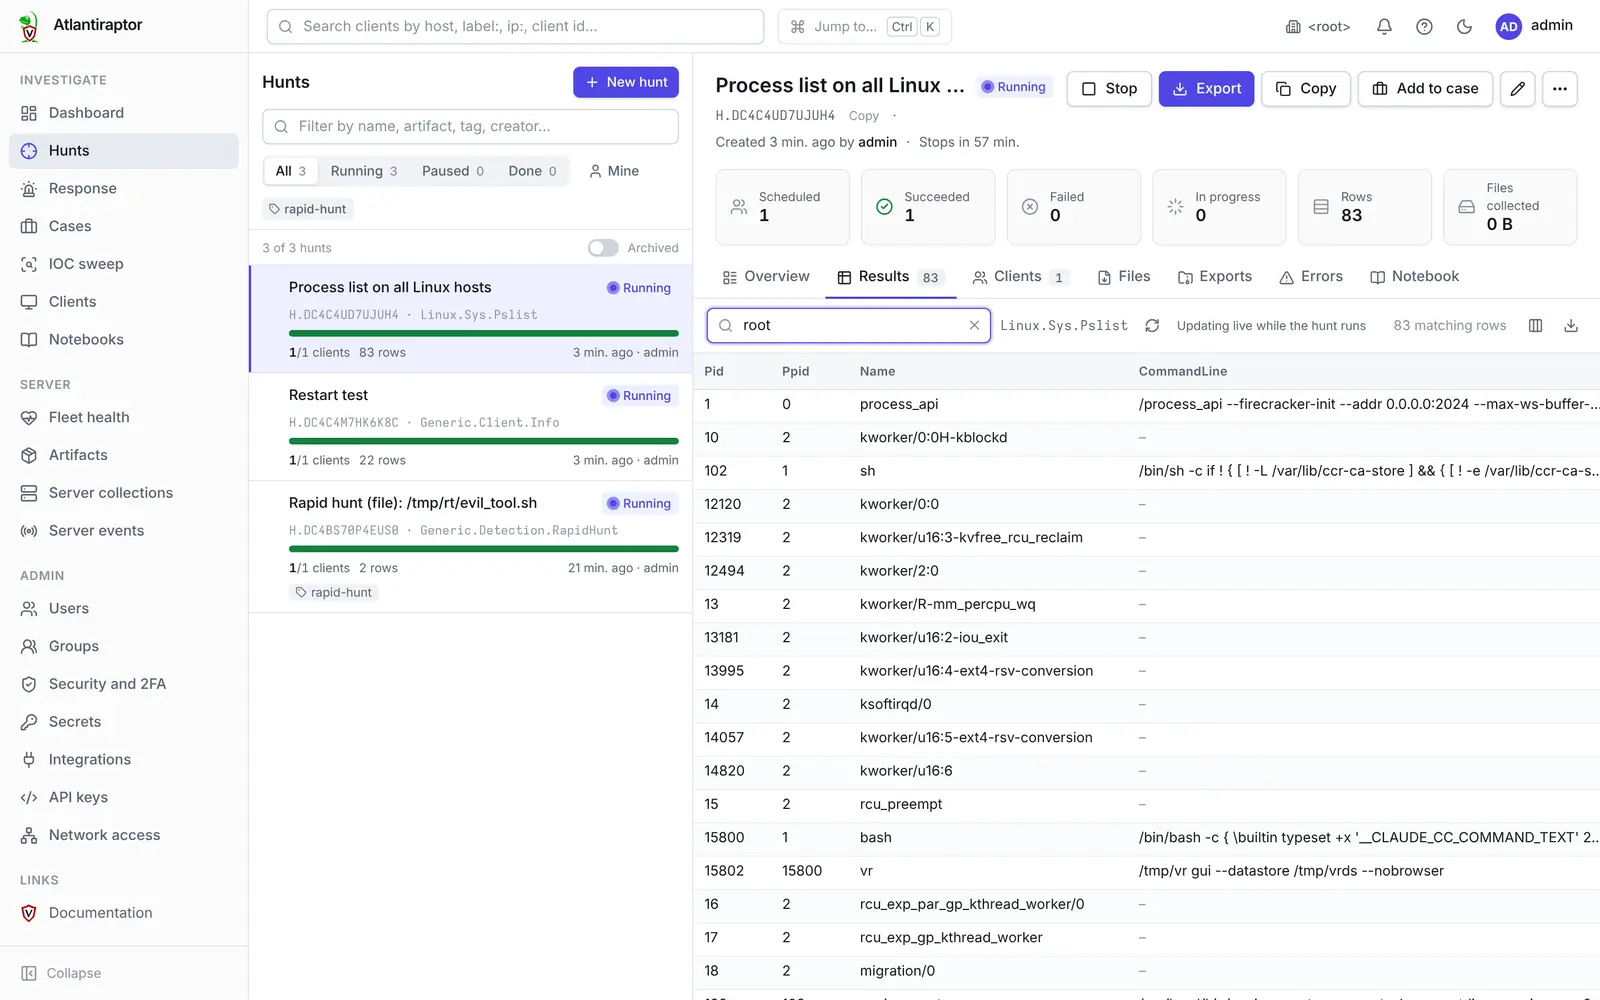 Atlantiraptor
Search clients by host, label:, ip:, client id...
Jump to... Ctrl K
<root>
AD admin
INVESTIGATE
Dashboard
Hunts
Response
Cases
IOC sweep
Clients
Notebooks
SERVER
Fleet health
Artifacts
Server collections
Server events
ADMIN
Users
Groups
Security and 2FA
Secrets
Integrations
API keys
Network access
LINKS
Documentation
Collapse
Hunts
New hunt
Filter by name, artifact, tag, creator...
All 3 Running 3 Paused 0 Done 0 Mine
rapid-hunt
3 of 3 hunts Archived
Process list on all Linux hosts Running
H.DC4C4UD7UJUH4 · Linux.Sys.Pslist
1/1 clients 83 rows 3 min. ago · admin
Restart test Running
H.DC4C4M7HK6K8C · Generic.Client.Info
1/1 clients 22 rows 3 min. ago · admin
Rapid hunt (file): /tmp/rt/evil_tool.sh Running
H.DC4BS70P4EUS0 · Generic.Detection.RapidHunt
1/1 clients 2 rows 21 min. ago · admin
rapid-hunt
Process list on all Linux ... Running Stop Export Copy Add to case ...
H.DC4C4UD7UJUH4 Copy ·
Created 3 min. ago by admin · Stops in 57 min.
Scheduled 1
Succeeded 1
Failed 0
In progress 0
Rows 83
Files collected 0 B
Overview Results 83 Clients 1 Files Exports Errors Notebook
root Linux.Sys.Pslist Updating live while the hunt runs 83 matching rows
Pid Ppid Name CommandLine
1 0 process_api /process_api --firecracker-init --addr 0.0.0.0:2024 --max-ws-buffer-...
10 2 kworker/0:0H-kblockd –
102 1 sh /bin/sh -c if ! { [ ! -L /var/lib/ccr-ca-store ] && { [ ! -e /var/lib/ccr-ca-s...
12120 2 kworker/0:0 –
12319 2 kworker/u16:3-kvfree_rcu_reclaim –
12494 2 kworker/2:0 –
13 2 kworker/R-mm_percpu_wq –
13181 2 kworker/u16:2-iou_exit –
13995 2 kworker/u16:4-ext4-rsv-conversion –
14 2 ksoftirqd/0 –
14057 2 kworker/u16:5-ext4-rsv-conversion –
14820 2 kworker/u16:6 –
15 2 rcu_preempt –
15800 1 bash /bin/bash -c { \builtin typeset +x '__CLAUDE_CC_COMMAND_TEXT' 2...
15802 15800 vr /tmp/vr gui --datastore /tmp/vrds --nobrowser
16 2 rcu_exp_par_gp_kthread_worker/0 –
17 2 rcu_exp_gp_kthread_worker –
18 2 migration/0 –